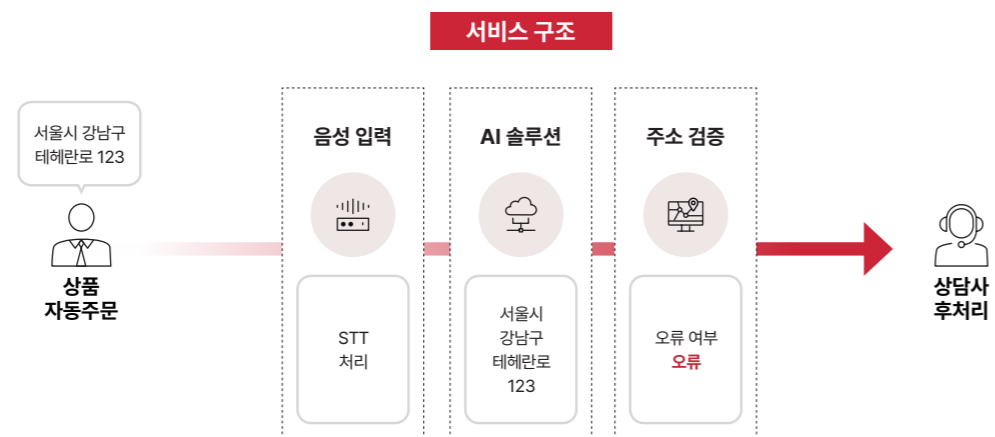 서비스 구조
서울시 강남구
테헤란로 123
상품
자동주문
음성 입력
STT
처리
AI 솔루션
서울시
강남구
테헤란로
123
주소 검증
오류 여부
오류
상담사
후처리